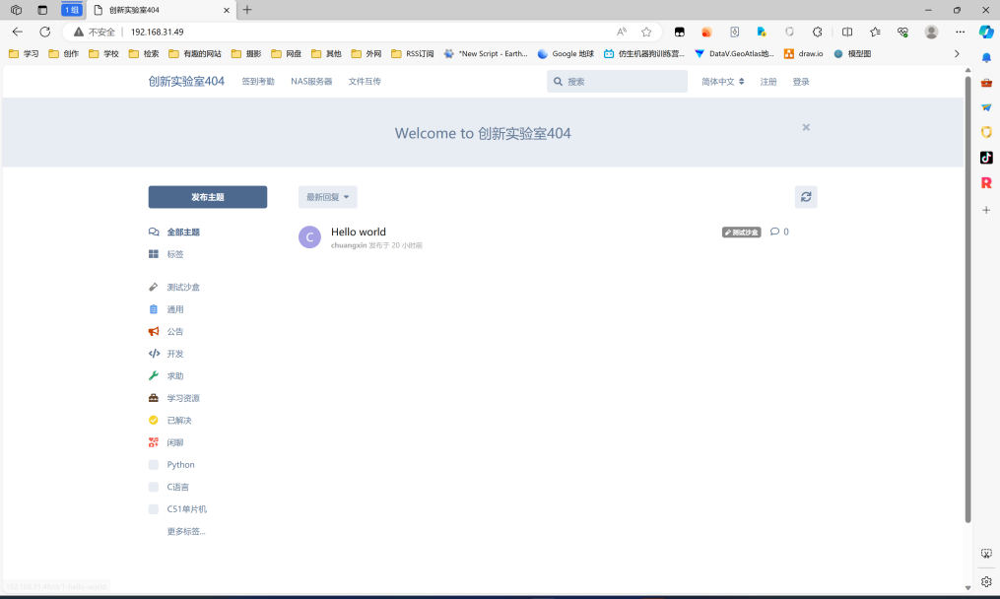 1 组
创新实验室404
不安全
192.168.31.49
学习
创作
学校
检索
有趣的网站
摄影
网盘
其他
外网
RSS订阅
"New Script - Earth...
Google 地球
仿生机器狗训练营...
DataV.GeoAtlas地...
draw.io
模型图
创新实验室404
签到考勤
NAS服务器
文件互传
搜索
简体中文
注册
登录
Welcome to 创新实验室404
发布主题
最新回复
全部主题
标签
C
Hello world
chuangxin 发布于 20 小时前
测试沙盒
0
测试沙盒
通用
公告
开发
求助
学习资源
已解决
闲聊
Python
C语言
C51单片机
更多标签...
192.168.31.49/d/1-hello-world